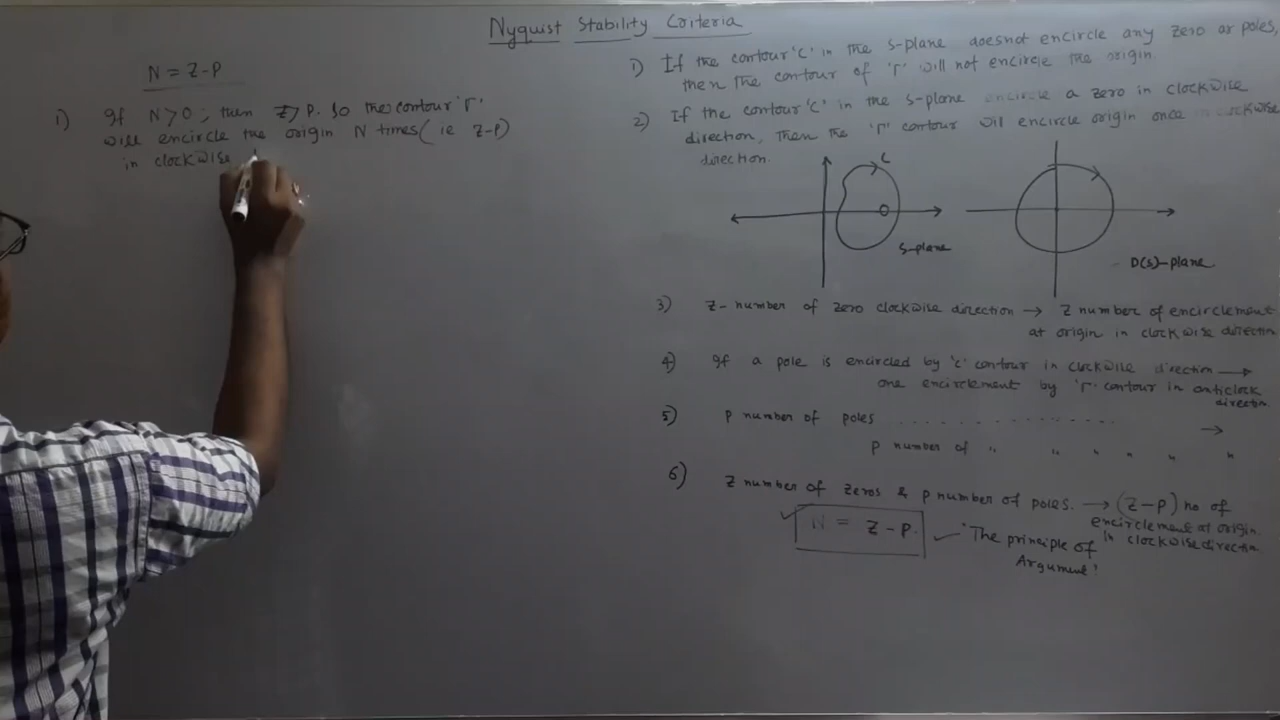 Nyquist Stability Criteria
N = Z-P
1) If N>0; then Z>P. So the contour 'Γ'
will encircle the origin N times (ie Z-P)
in clockwise
1) If the contour 'C' in the s-plane doesnot encircle any zero or poles,
then the contour of 'Γ' will not encircle the origin.
2) If the contour 'C' in the s-plane encircle a zero in clockwise
direction, then the 'Γ' contour will encircle origin once in clockwise
direction.
C
s-plane
D(s)-plane
3) Z- number of zero clockwise direction → Z number of encirclement
at origin in clockwise direction
4) If a pole is encircled by 'C' contour in clockwise direction →
one encirclement by 'Γ' contour in anticlock
direction.
5) P number of poles . . . . . . . . . . . . . . →
P number of " " " " " "
6) Z number of zeros & P number of poles. → (Z-P) no of
encirclement at origin
in clockwise direction
N = Z-P.
'The principle of
Argument'